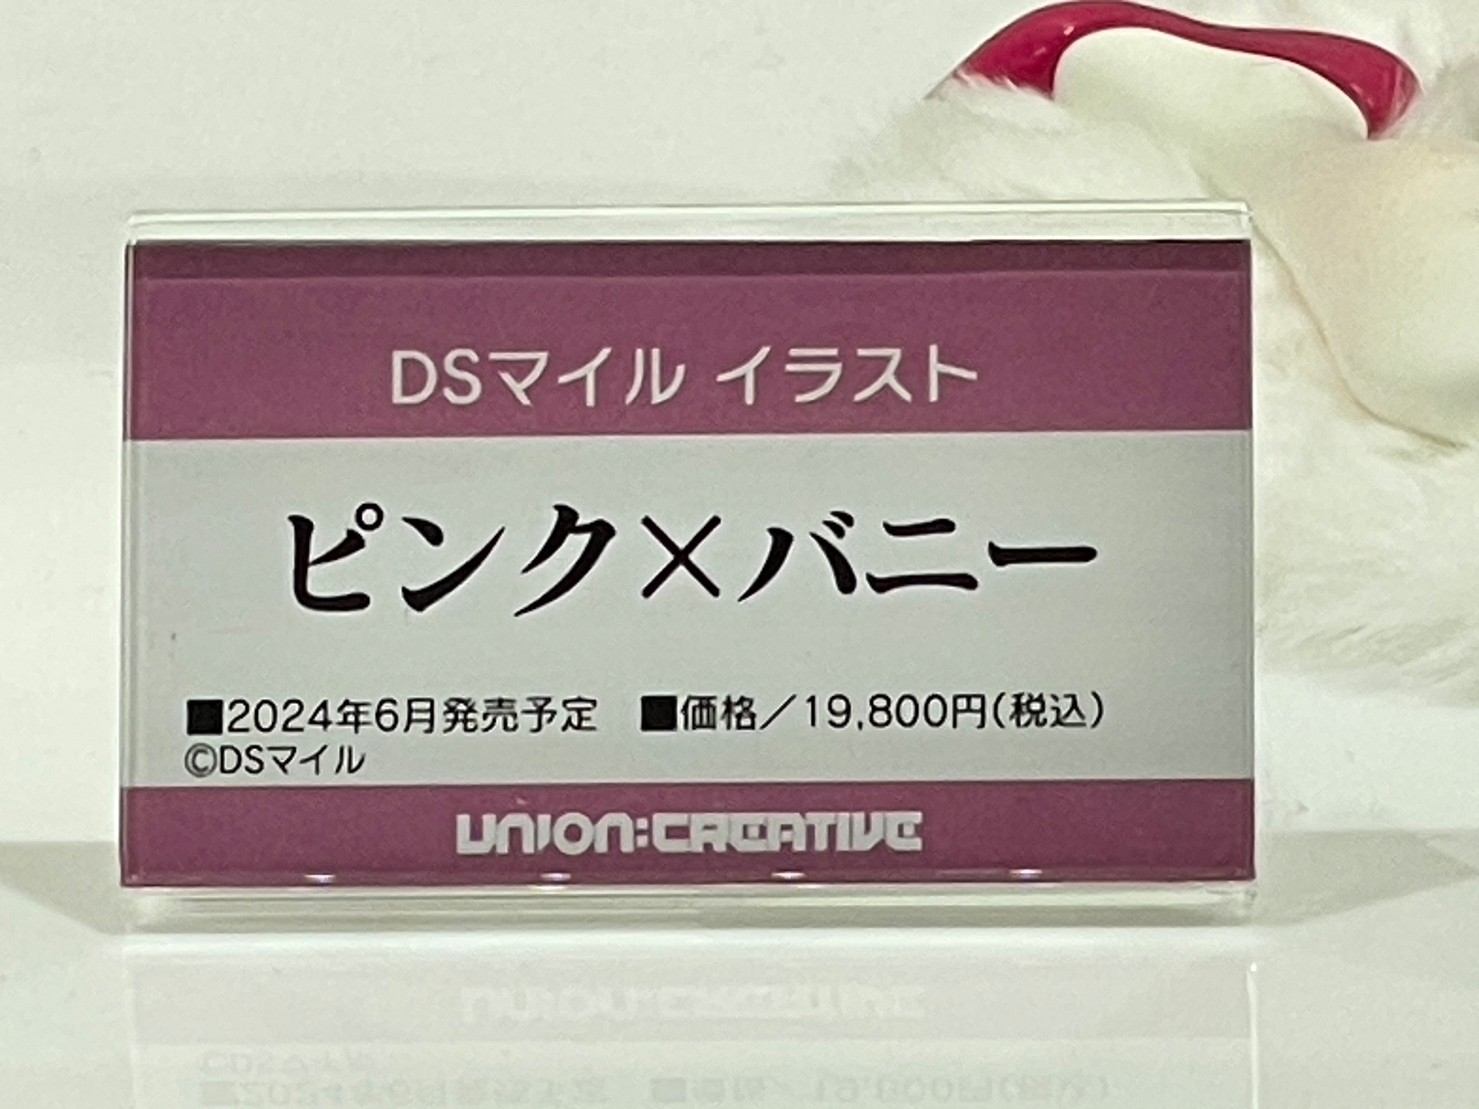 DSマイル イラスト
ピンク×バニー
■2024年6月発売予定　■価格／19,800円(税込)
©DSマイル
UNION:CREATIVE